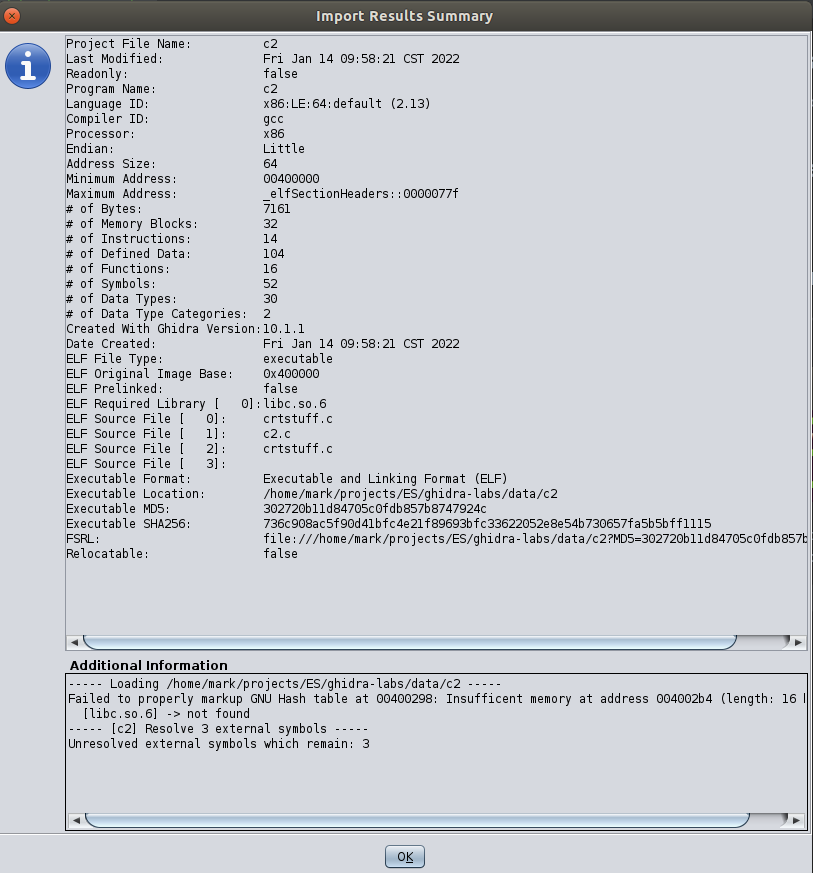 Import Results Summary
Project File Name: c2
Last Modified: Fri Jan 14 09:58:21 CST 2022
Readonly: false
Program Name: c2
Language ID: x86:LE:64:default (2.13)
Compiler ID: gcc
Processor: x86
Endian: Little
Address Size: 64
Minimum Address: 00400000
Maximum Address: _elfSectionHeaders::0000077f
# of Bytes: 7161
# of Memory Blocks: 32
# of Instructions: 14
# of Defined Data: 104
# of Functions: 16
# of Symbols: 52
# of Data Types: 30
# of Data Type Categories: 2
Created With Ghidra Version: 10.1.1
Date Created: Fri Jan 14 09:58:21 CST 2022
ELF File Type: executable
ELF Original Image Base: 0x400000
ELF Prelinked: false
ELF Required Library [ 0]: libc.so.6
ELF Source File [ 0]: crtstuff.c
ELF Source File [ 1]: c2.c
ELF Source File [ 2]: crtstuff.c
ELF Source File [ 3]:
Executable Format: Executable and Linking Format (ELF)
Executable Location: /home/mark/projects/ES/ghidra-labs/data/c2
Executable MD5: 302720b11d84705c0fdb857b8747924c
Executable SHA256: 736c908ac5f90d41bfc4e21f89693bfc33622052e8e54b730657fa5b5bff1115
FSRL: file:///home/mark/projects/ES/ghidra-labs/data/c2?MD5=302720b11d84705c0fdb857b
Relocatable: false
Additional Information
----- Loading /home/mark/projects/ES/ghidra-labs/data/c2 -----
Failed to properly markup GNU Hash table at 00400298: Insufficent memory at address 004002b4 (length: 16
[libc.so.6] -> not found
----- [c2] Resolve 3 external symbols -----
Unresolved external symbols which remain: 3
OK